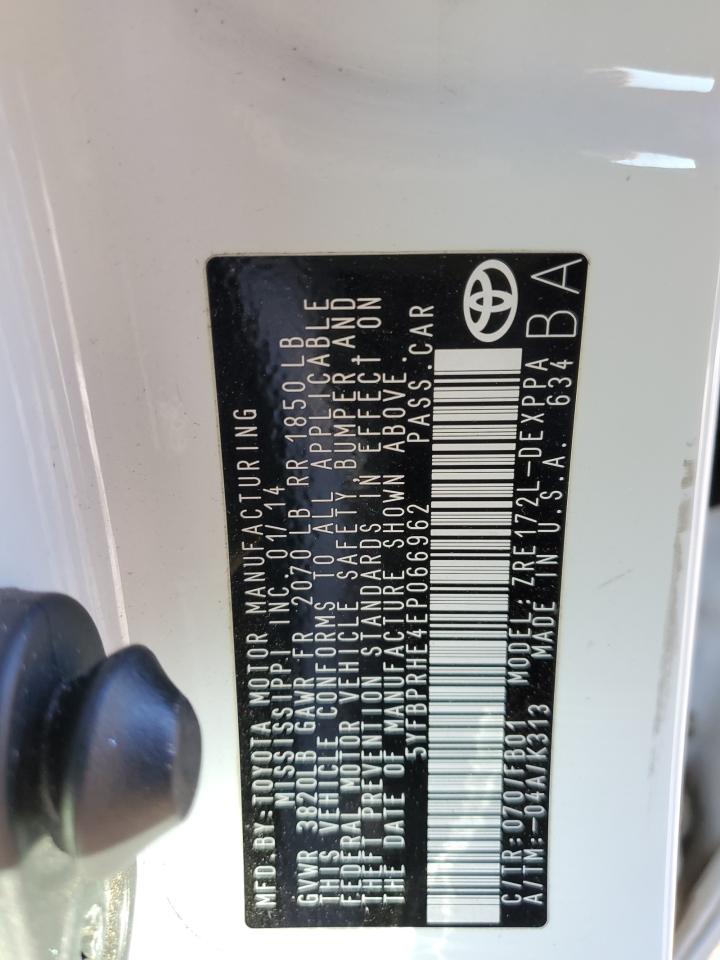 MFD.BY:TOYOTA MOTOR MANUFACTURING
MISSISSIPPI, INC. 01/14
GVWR 3820LB GAWR FR 2070 LB RR 1850 LB
THIS VEHICLE CONFORMS TO ALL APPLICABLE
FEDERAL MOTOR VEHICLE SAFETY, BUMPER AND
THEFT PREVENTION STANDARDS IN EFFECT ON
THE DATE OF MANUFACTURE SHOWN ABOVE.
5YFBPRHE4EP066962 PASS.CAR
C/TR:070/FB01 MODEL: ZRE172L-DEXPPA
A/TM:-04A/K313 MADE IN U.S.A. 634
BA